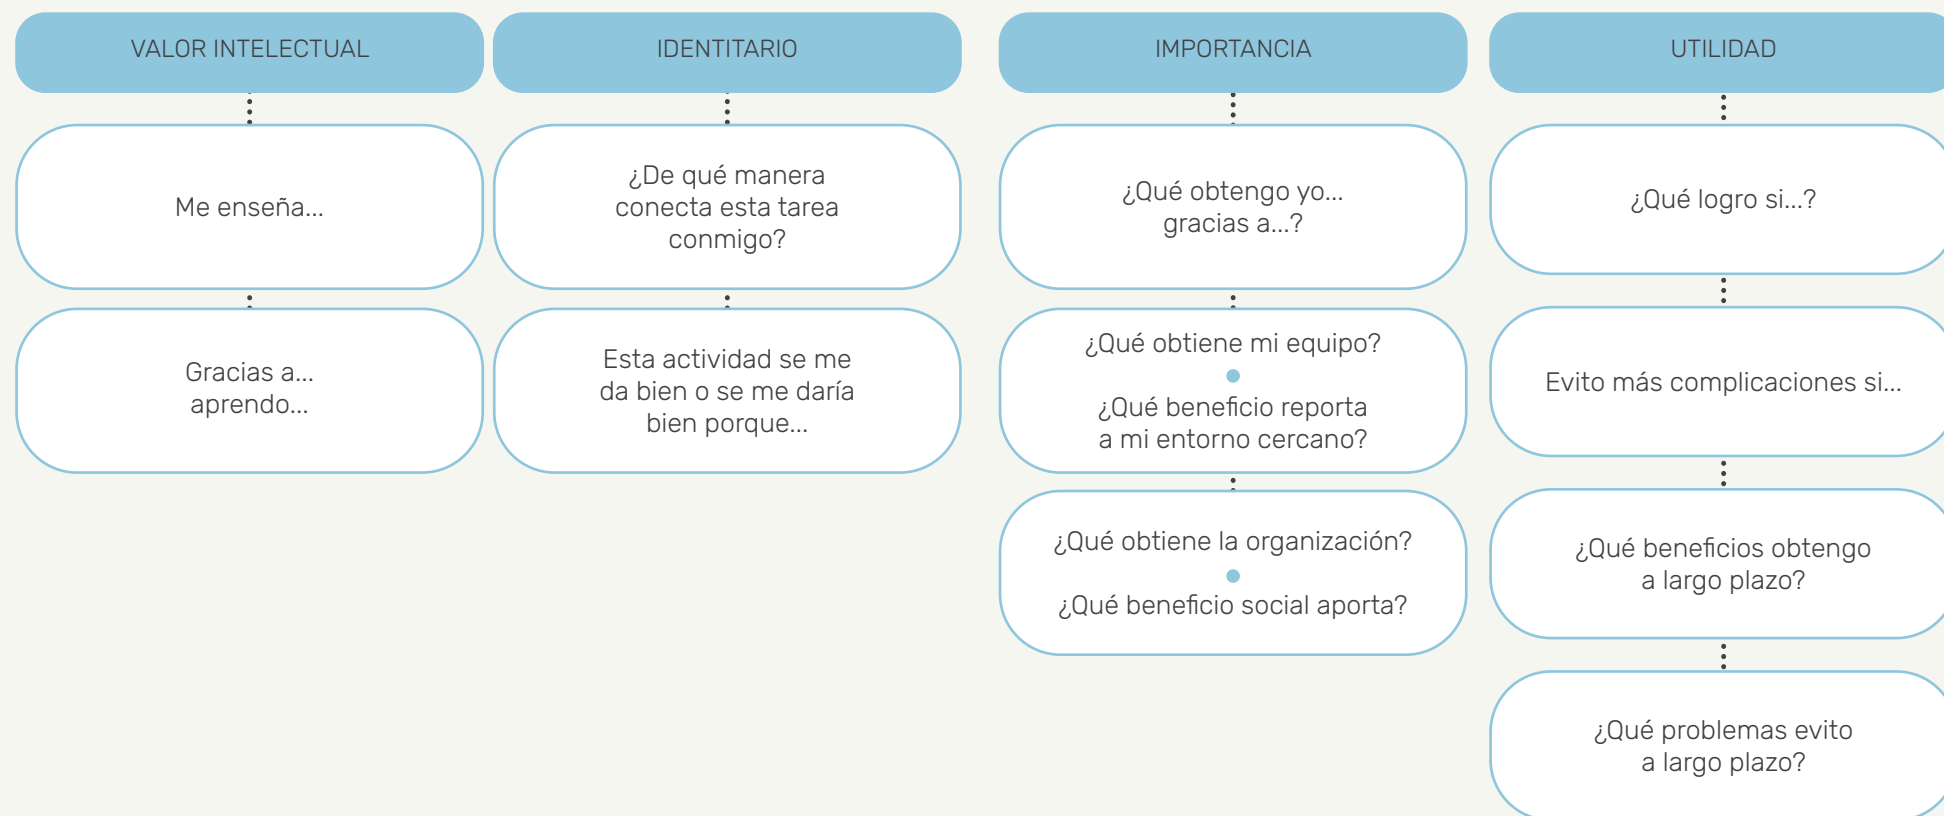 VALOR INTELECTUAL
Me enseña...
Gracias a...
aprendo...
IDENTITARIO
¿De qué manera
conecta esta tarea
conmigo?
Esta actividad se me
da bien o se me daría
bien porque...
IMPORTANCIA
¿Qué obtengo yo...
gracias a...?
¿Qué obtiene mi equipo?
¿Qué beneficio reporta
a mi entorno cercano?
¿Qué obtiene la organización?
¿Qué beneficio social aporta?
UTILIDAD
¿Qué logro si...?
Evito más complicaciones si...
¿Qué beneficios obtengo
a largo plazo?
¿Qué problemas evito
a largo plazo?